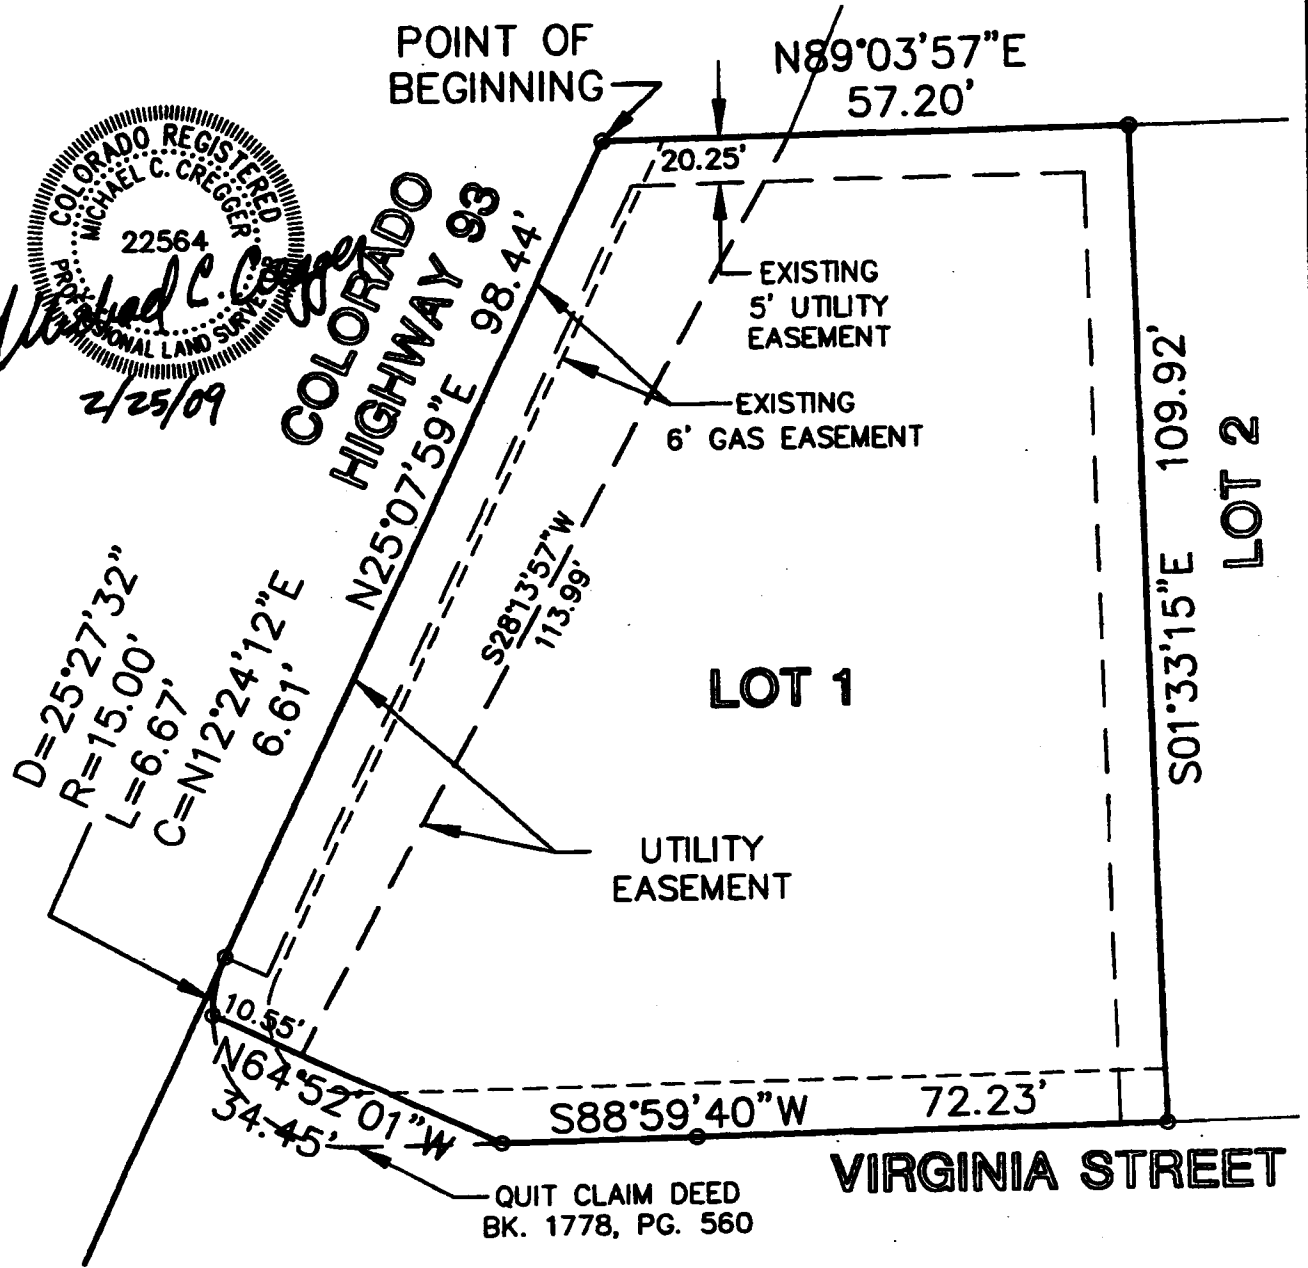 POINT OF
BEGINNING
N89°03'57"E
57.20'
20.25'
COLORADO REGISTERED
MICHAEL C. CREGGER
22564
PROFESSIONAL LAND SURVEYOR
Michael C. Cregger
2/25/09
COLORADO
HIGHWAY 93
N25°07'59"E 98.44'
EXISTING
5' UTILITY
EASEMENT
EXISTING
6' GAS EASEMENT
S28°13'57"W
113.99'
S01°33'15"E 109.92'
LOT 2
D=25°27'32"
R=15.00'
L=6.67'
C=N12°24'12"E
6.61'
LOT 1
UTILITY
EASEMENT
10.55'
N64°52'01"W
34.45'
S88°59'40"W 72.23'
VIRGINIA STREET
QUIT CLAIM DEED
BK. 1778, PG. 560